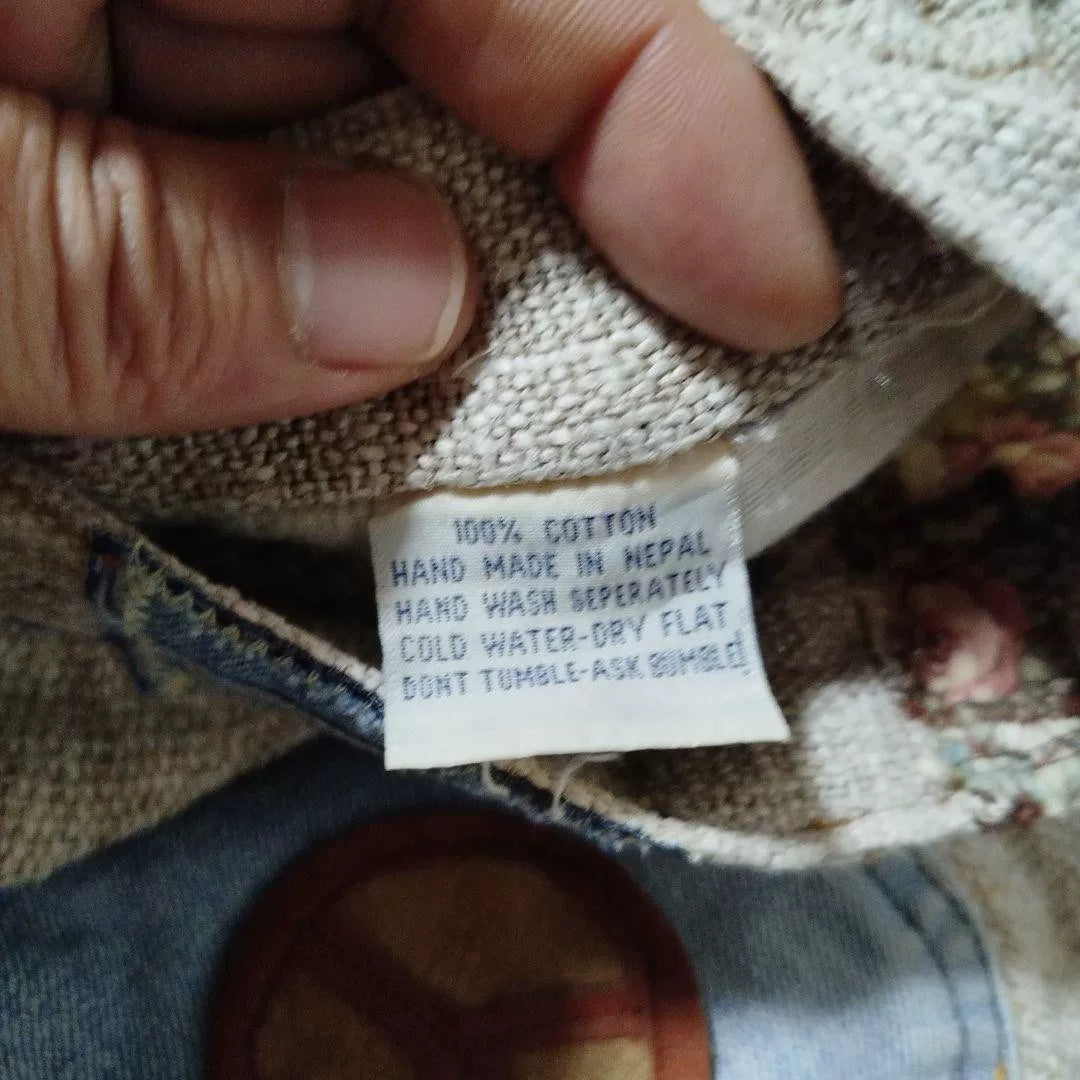 100% COTTON
HAND MADE IN NEPAL
HAND WASH SEPERATELY
COLD WATER-DRY FLAT
DONT TUMBLE-ASK BUMBLE!